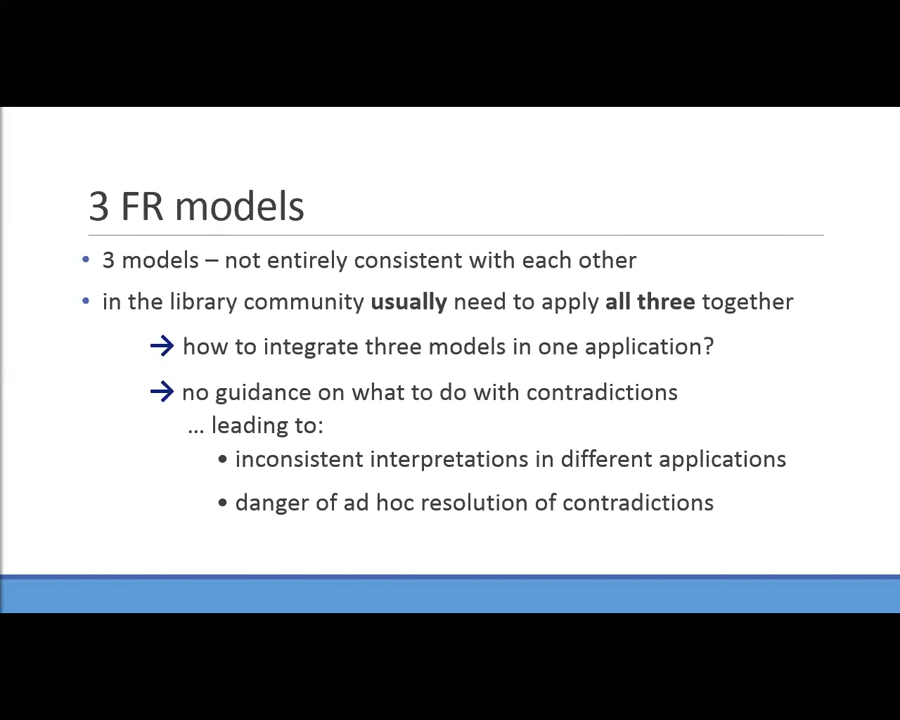 3 FR models
• 3 models – not entirely consistent with each other
• in the library community usually need to apply all three together
→ how to integrate three models in one application?
→ no guidance on what to do with contradictions
... leading to:
• inconsistent interpretations in different applications
• danger of ad hoc resolution of contradictions